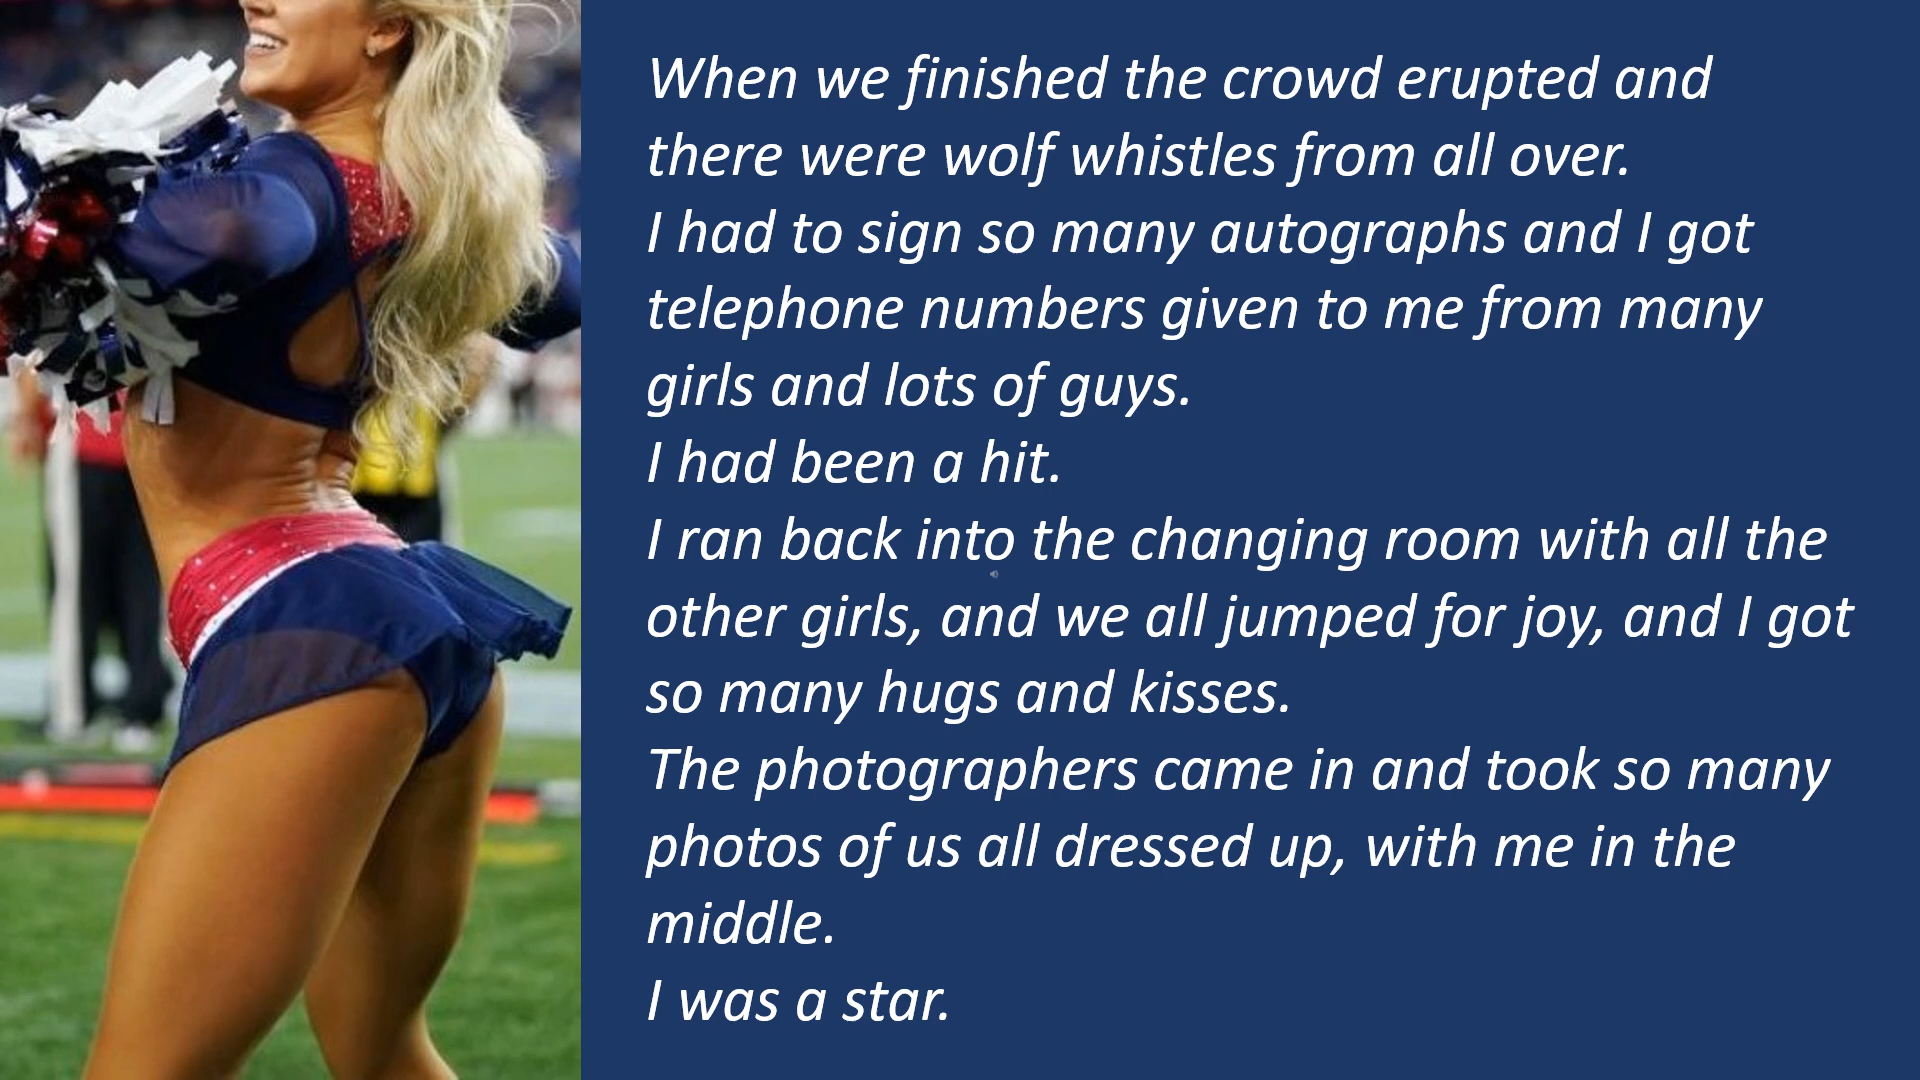 When we finished the crowd erupted and
there were wolf whistles from all over.
I had to sign so many autographs and I got
telephone numbers given to me from many
girls and lots of guys.
I had been a hit.
I ran back into the changing room with all the
other girls, and we all jumped for joy, and I got
so many hugs and kisses.
The photographers came in and took so many
photos of us all dressed up, with me in the
middle.
I was a star.